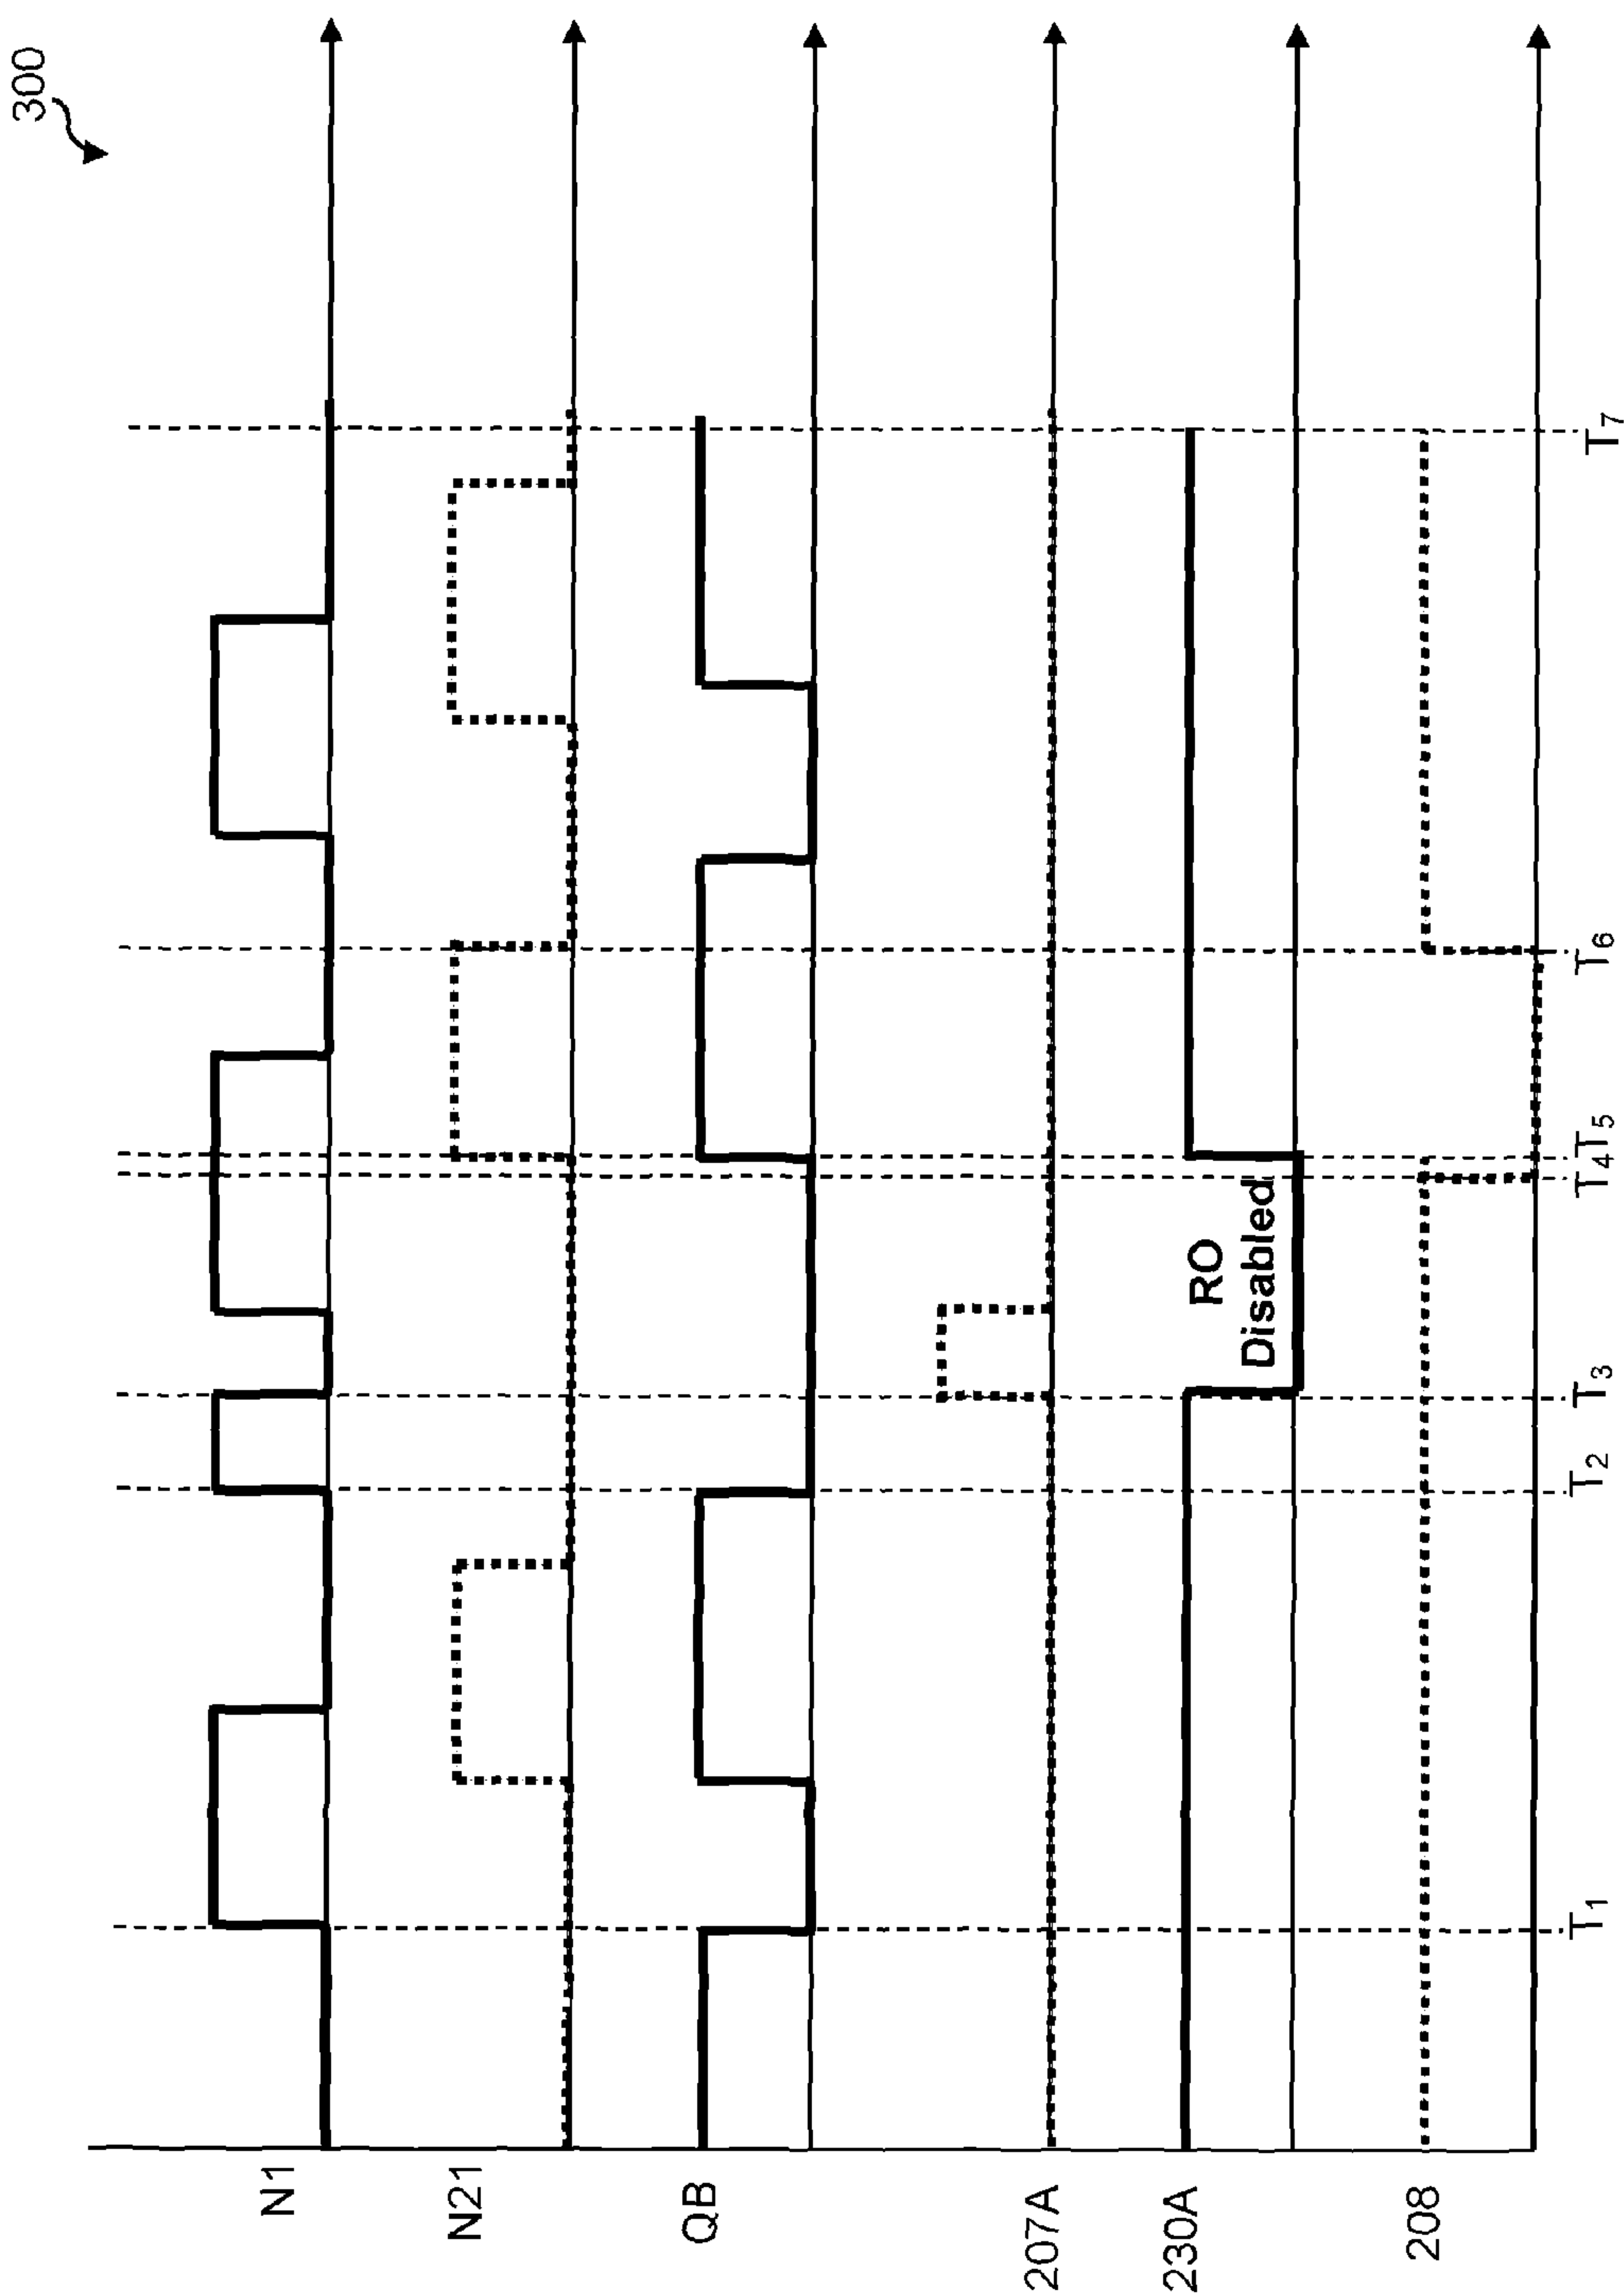 300
N1
N21
QB
207A
230A
RO
Disabled
208
T1
T2
T3
T4
T5
T6
T7